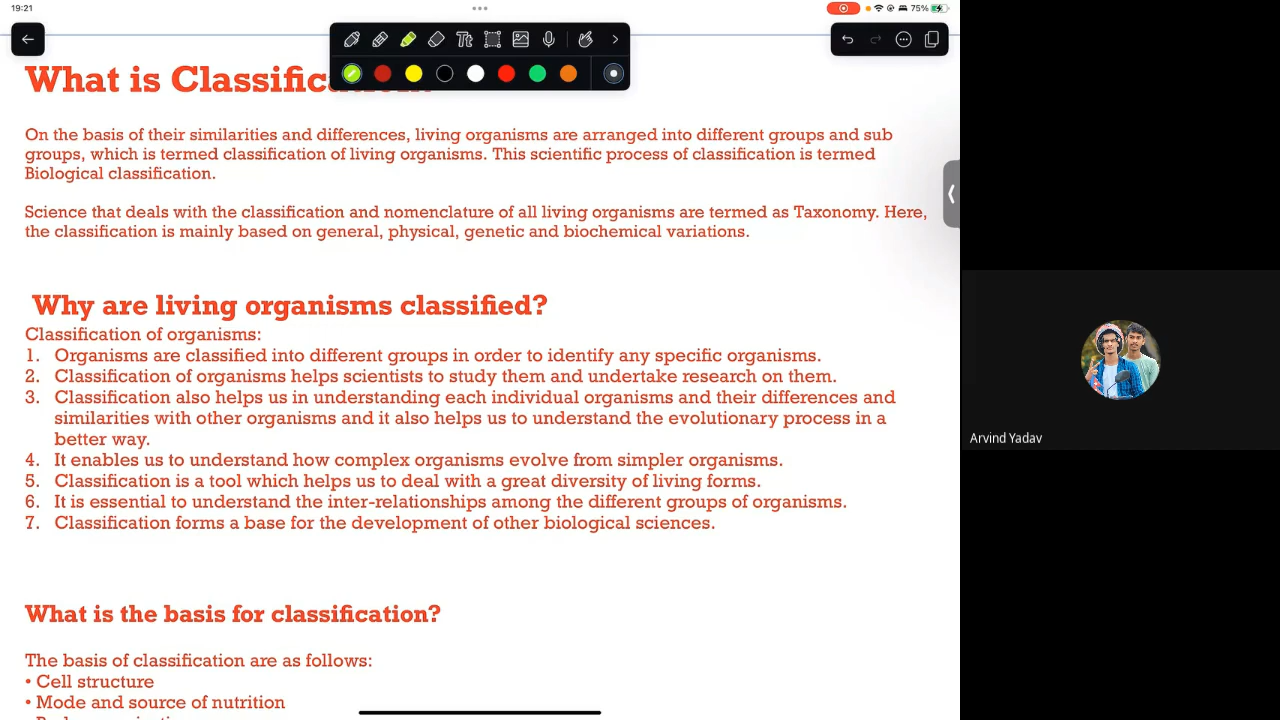 19:21
75%
Tt
What is Classific
On the basis of their similarities and differences, living organisms are arranged into different groups and sub
groups, which is termed classification of living organisms. This scientific process of classification is termed
Biological classification.
Science that deals with the classification and nomenclature of all living organisms are termed as Taxonomy. Here,
the classification is mainly based on general, physical, genetic and biochemical variations.
Why are living organisms classified?
Classification of organisms:
1. Organisms are classified into different groups in order to identify any specific organisms.
2. Classification of organisms helps scientists to study them and undertake research on them.
3. Classification also helps us in understanding each individual organisms and their differences and
similarities with other organisms and it also helps us to understand the evolutionary process in a
better way.
4. It enables us to understand how complex organisms evolve from simpler organisms.
5. Classification is a tool which helps us to deal with a great diversity of living forms.
6. It is essential to understand the inter-relationships among the different groups of organisms.
7. Classification forms a base for the development of other biological sciences.
What is the basis for classification?
The basis of classification are as follows:
• Cell structure
• Mode and source of nutrition
Arvind Yadav